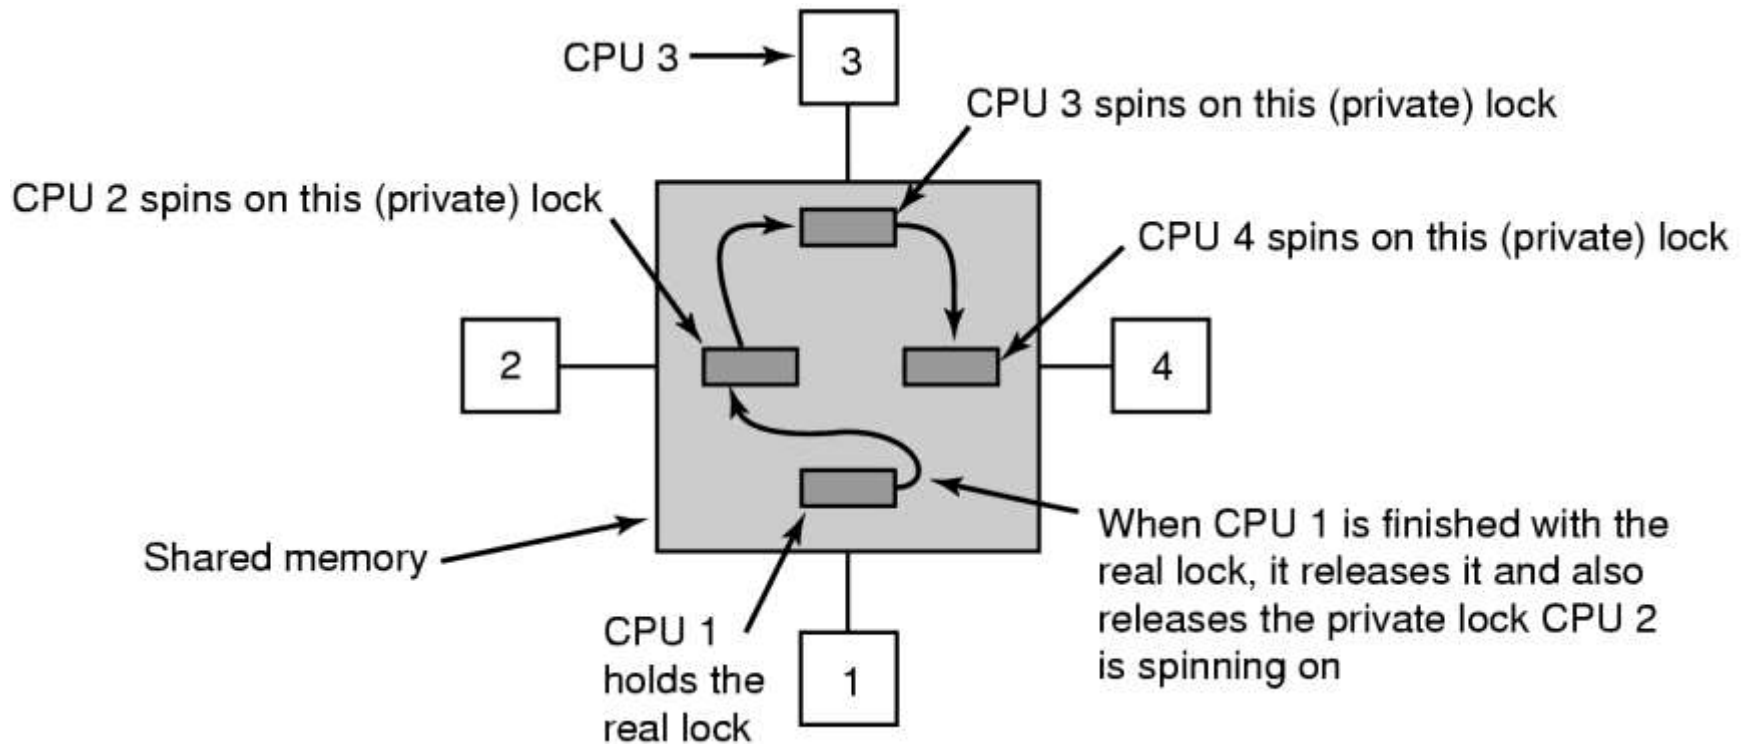 CPU 3
3
CPU 3 spins on this (private) lock
CPU 2 spins on this (private) lock
CPU 4 spins on this (private) lock
2
4
Shared memory
When CPU 1 is finished with the
real lock, it releases it and also
releases the private lock CPU 2
is spinning on
CPU 1
holds the
real lock
1